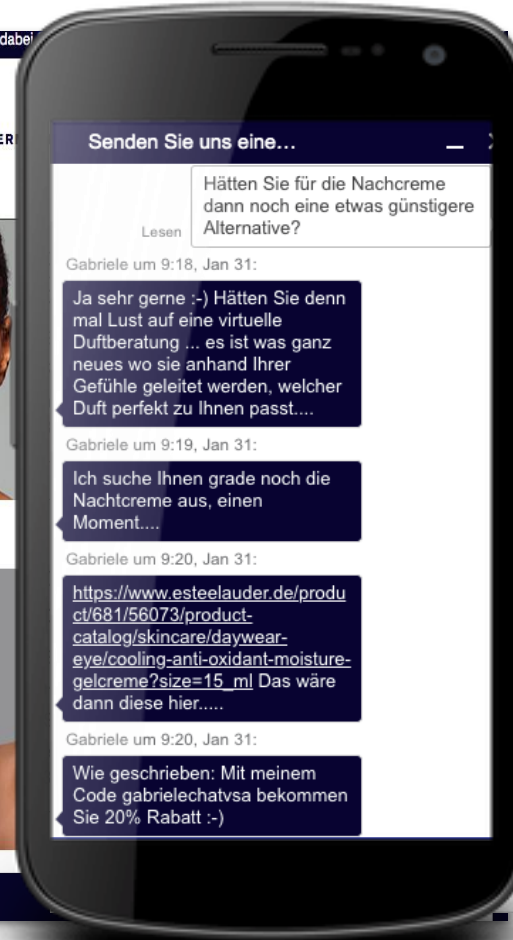 dabei
ER
Senden Sie uns eine…
Hätten Sie für die Nachcreme
dann noch eine etwas günstigere
Alternative?
Lesen
Gabriele um 9:18, Jan 31:
Ja sehr gerne :-) Hätten Sie denn
mal Lust auf eine virtuelle
Duftberatung ... es ist was ganz
neues wo sie anhand Ihrer
Gefühle geleitet werden, welcher
Duft perfekt zu Ihnen passt....
Gabriele um 9:19, Jan 31:
Ich suche Ihnen grade noch die
Nachtcreme aus, einen
Moment....
Gabriele um 9:20, Jan 31:
https://www.esteelauder.de/produ
ct/681/56073/product-
catalog/skincare/daywear-
eye/cooling-anti-oxidant-moisture-
gelcreme?size=15_ml Das wäre
dann diese hier.....
Gabriele um 9:20, Jan 31:
Wie geschrieben: Mit meinem
Code gabrielechatvsa bekommen
Sie 20% Rabatt :-)